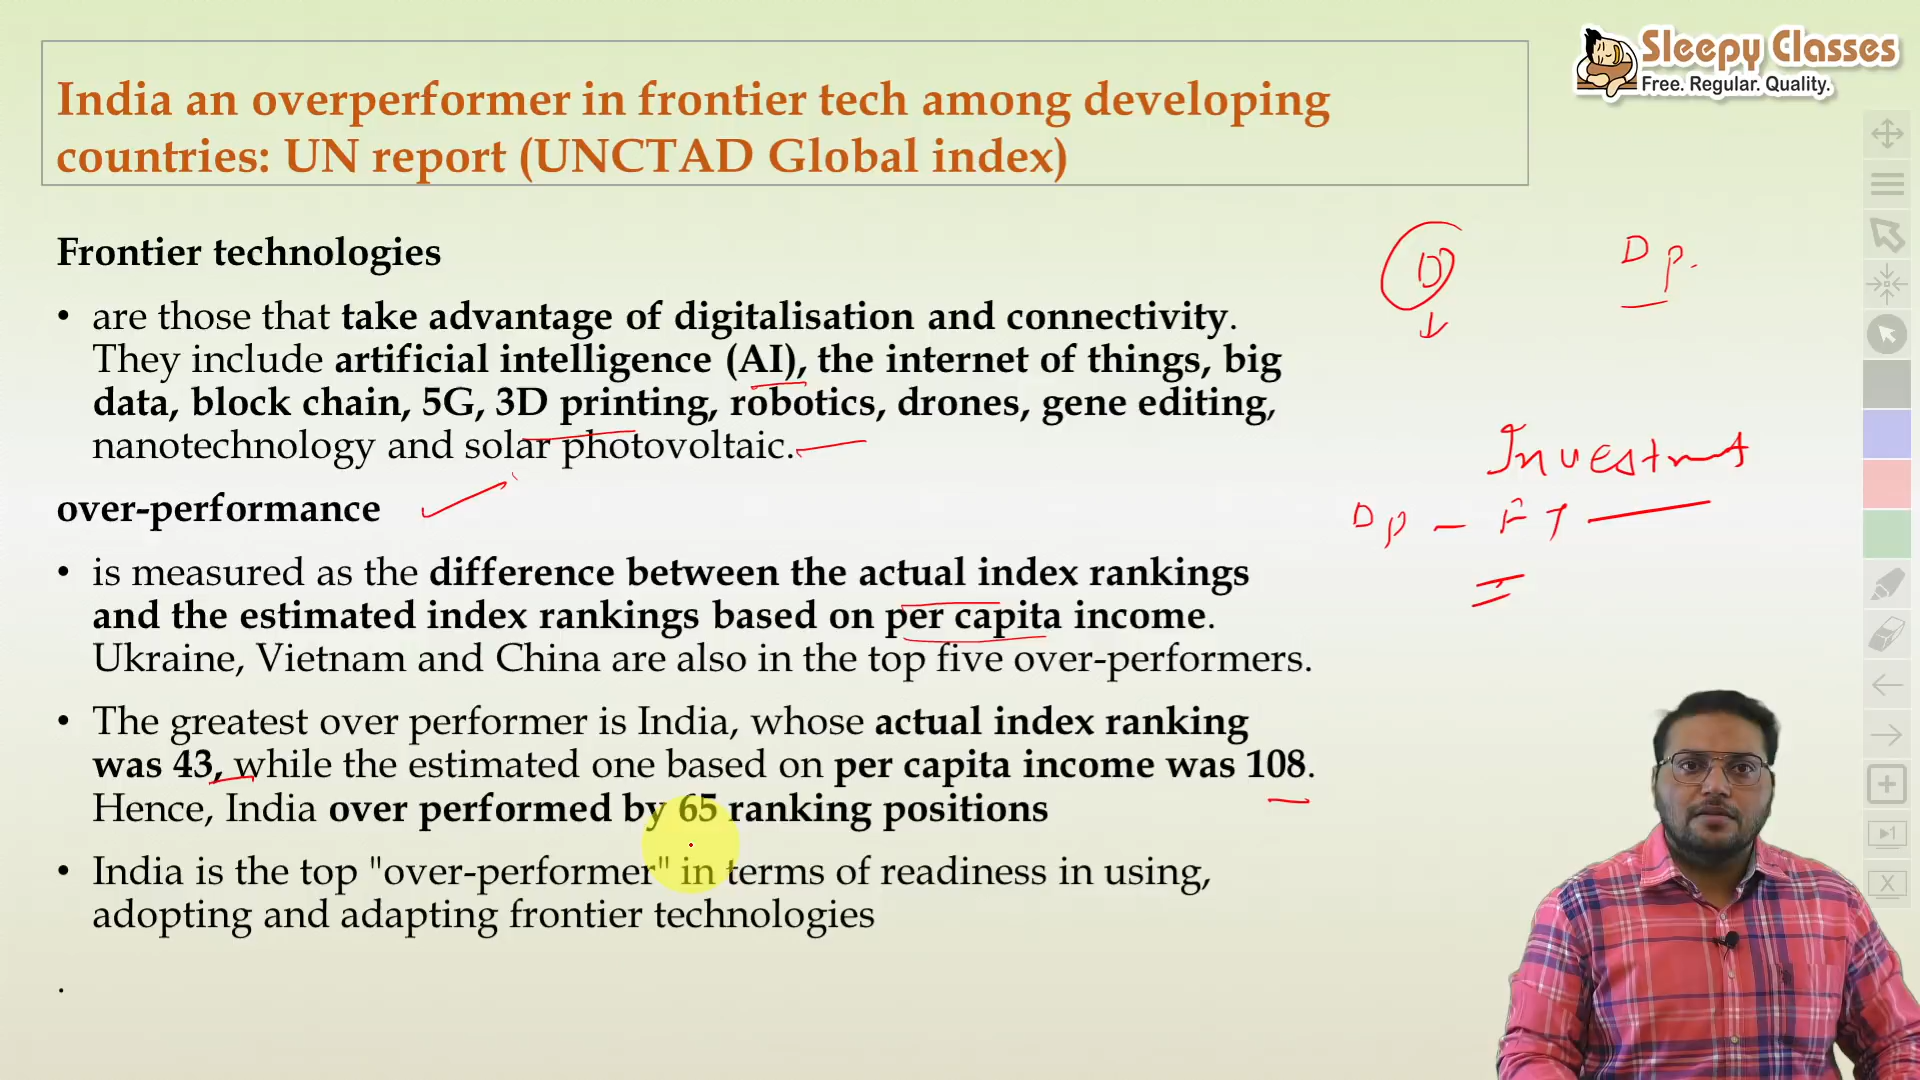 Sleepy Classes
Free. Regular. Quality.
India an overperformer in frontier tech among developing
countries: UN report (UNCTAD Global index)
Frontier technologies
• are those that take advantage of digitalisation and connectivity.
They include artificial intelligence (AI), the internet of things, big
data, block chain, 5G, 3D printing, robotics, drones, gene editing,
nanotechnology and solar photovoltaic.
over-performance
• is measured as the difference between the actual index rankings
and the estimated index rankings based on per capita income.
Ukraine, Vietnam and China are also in the top five over-performers.
• The greatest over performer is India, whose actual index ranking
was 43, while the estimated one based on per capita income was 108.
Hence, India over performed by 65 ranking positions
• India is the top "over-performer" in terms of readiness in using,
adopting and adapting frontier technologies
.
D
DP.
DP - FT